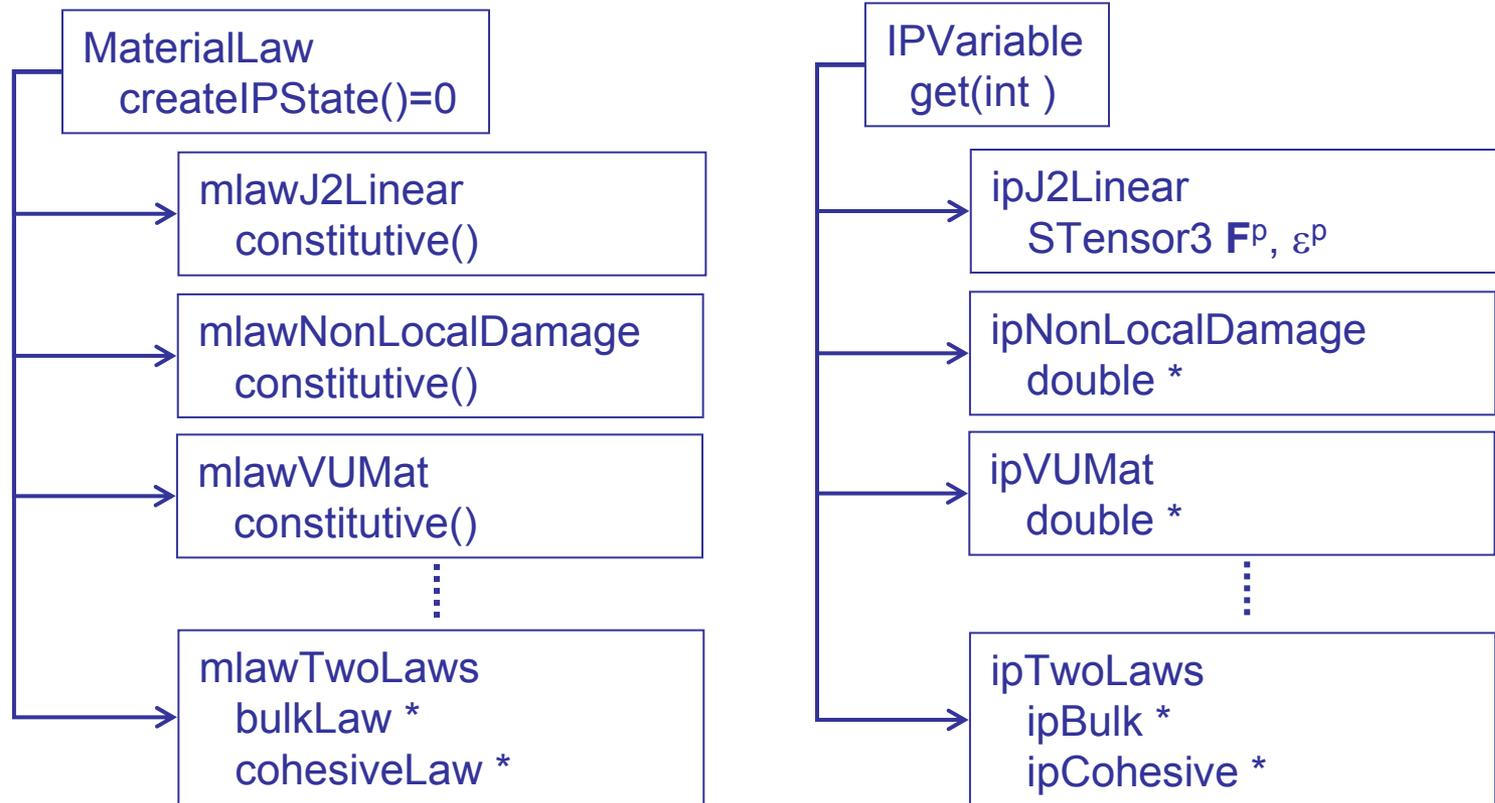 MaterialLaw
createIPState()=0
mlawJ2Linear
constitutive()
mlawNonLocalDamage
constitutive()
mlawVUMat
constitutive()
mlawTwoLaws
bulkLaw *
cohesiveLaw *
IPVariable
get(int )
ipJ2Linear
STensor3 Fᵖ, εᵖ
ipNonLocalDamage
double *
ipVUMat
double *
ipTwoLaws
ipBulk *
ipCohesive *